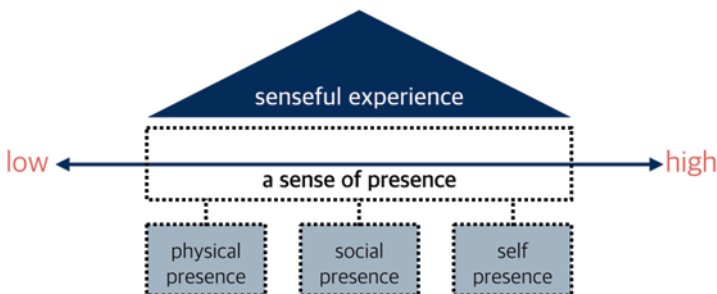 senseful experience
low
high
a sense of presence
physical
presence
social
presence
self
presence